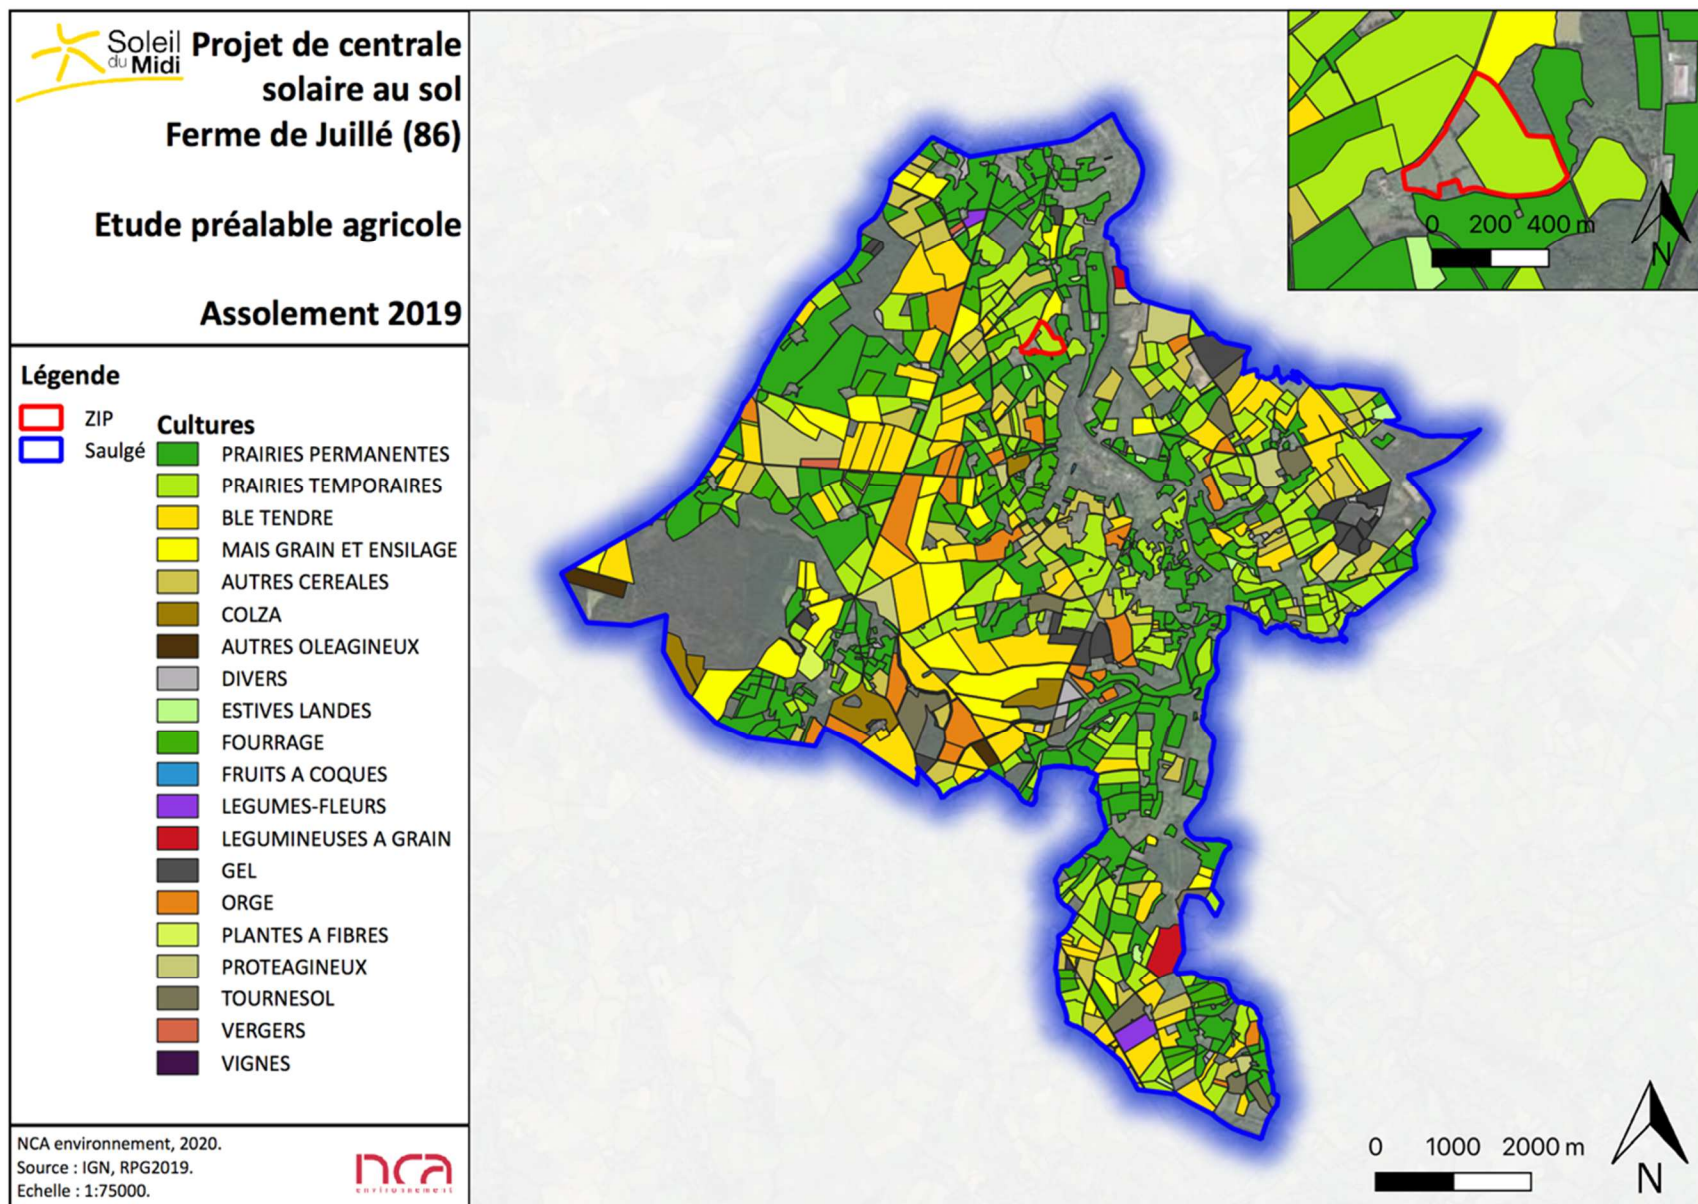 Soleil
du Midi
Projet de centrale
solaire au sol
Ferme de Juillé (86)
Etude préalable agricole
Assolement 2019
Légende
ZIP
Saulgé
Cultures
PRAIRIES PERMANENTES
PRAIRIES TEMPORAIRES
BLE TENDRE
MAIS GRAIN ET ENSILAGE
AUTRES CEREALES
COLZA
AUTRES OLEAGINEUX
DIVERS
ESTIVES LANDES
FOURRAGE
FRUITS A COQUES
LEGUMES-FLEURS
LEGUMINEUSES A GRAIN
GEL
ORGE
PLANTES A FIBRES
PROTEAGINEUX
TOURNESOL
VERGERS
VIGNES
NCA environnement, 2020.
Source : IGN, RPG2019.
Echelle : 1:75000.
nca
environnement
0 200 400 m
N
0 1000 2000 m
N